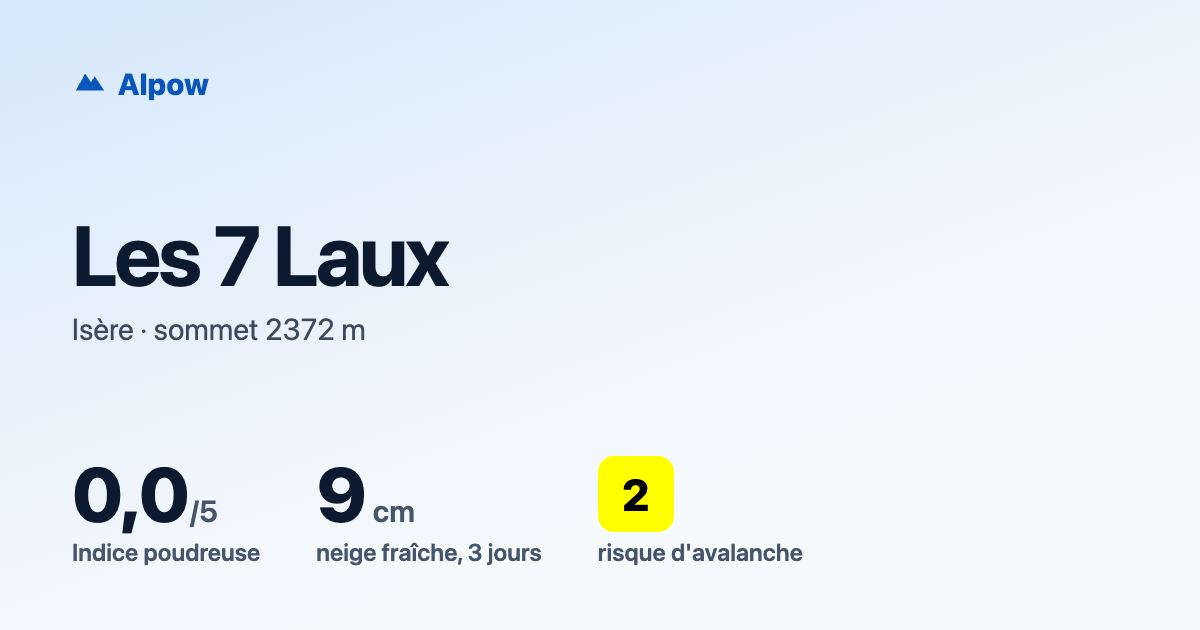 Alpow
Les 7 Laux
Isère · sommet 2372 m
0,0/5
Indice poudreuse
9 cm
neige fraîche, 3 jours
2
risque d'avalanche